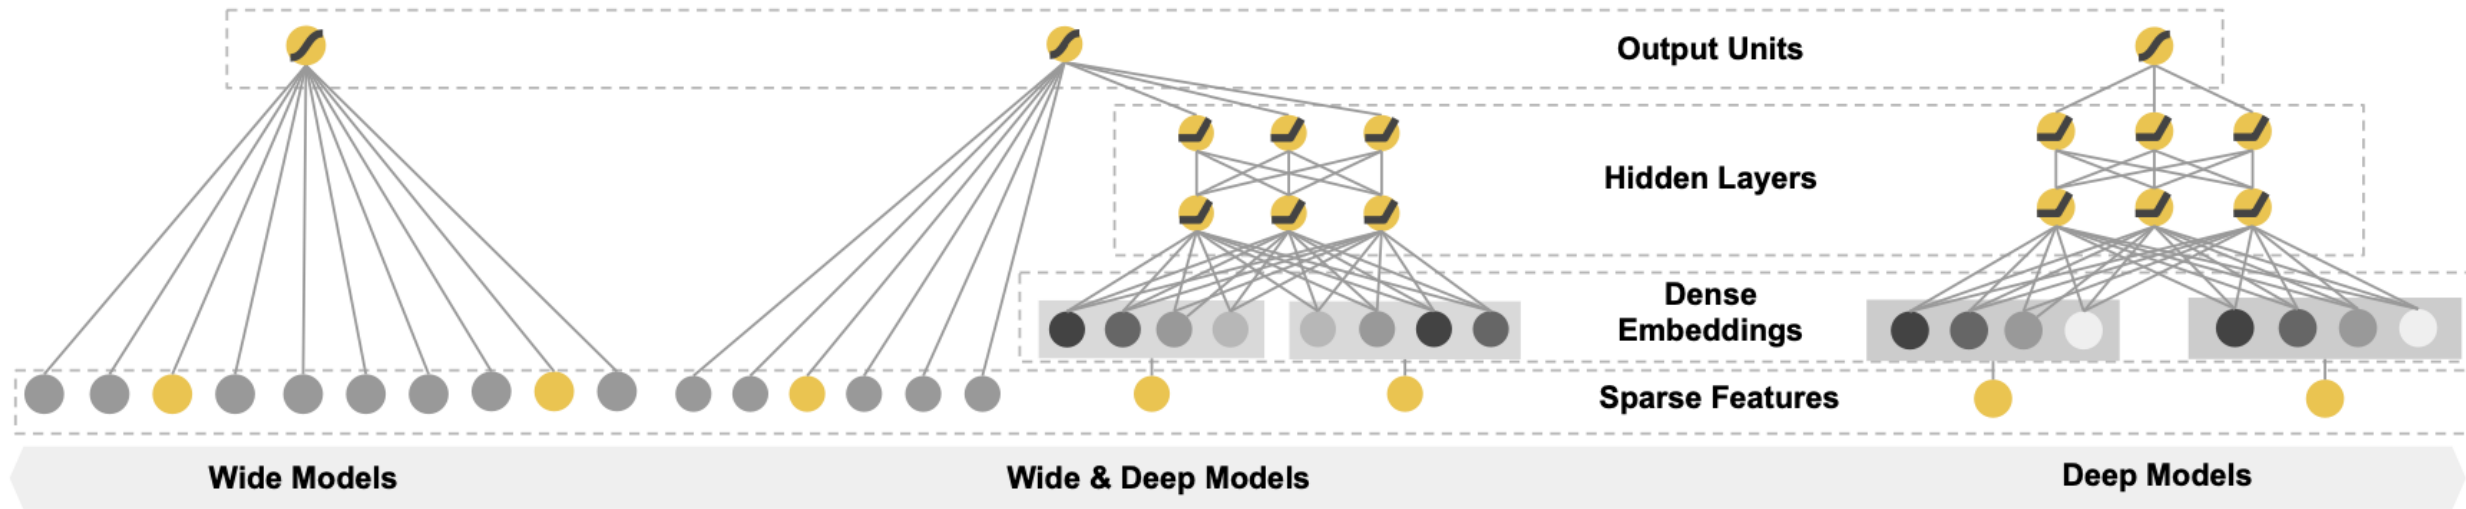 Output Units
Hidden Layers
Dense
Embeddings
Sparse Features
Wide Models
Wide & Deep Models
Deep Models